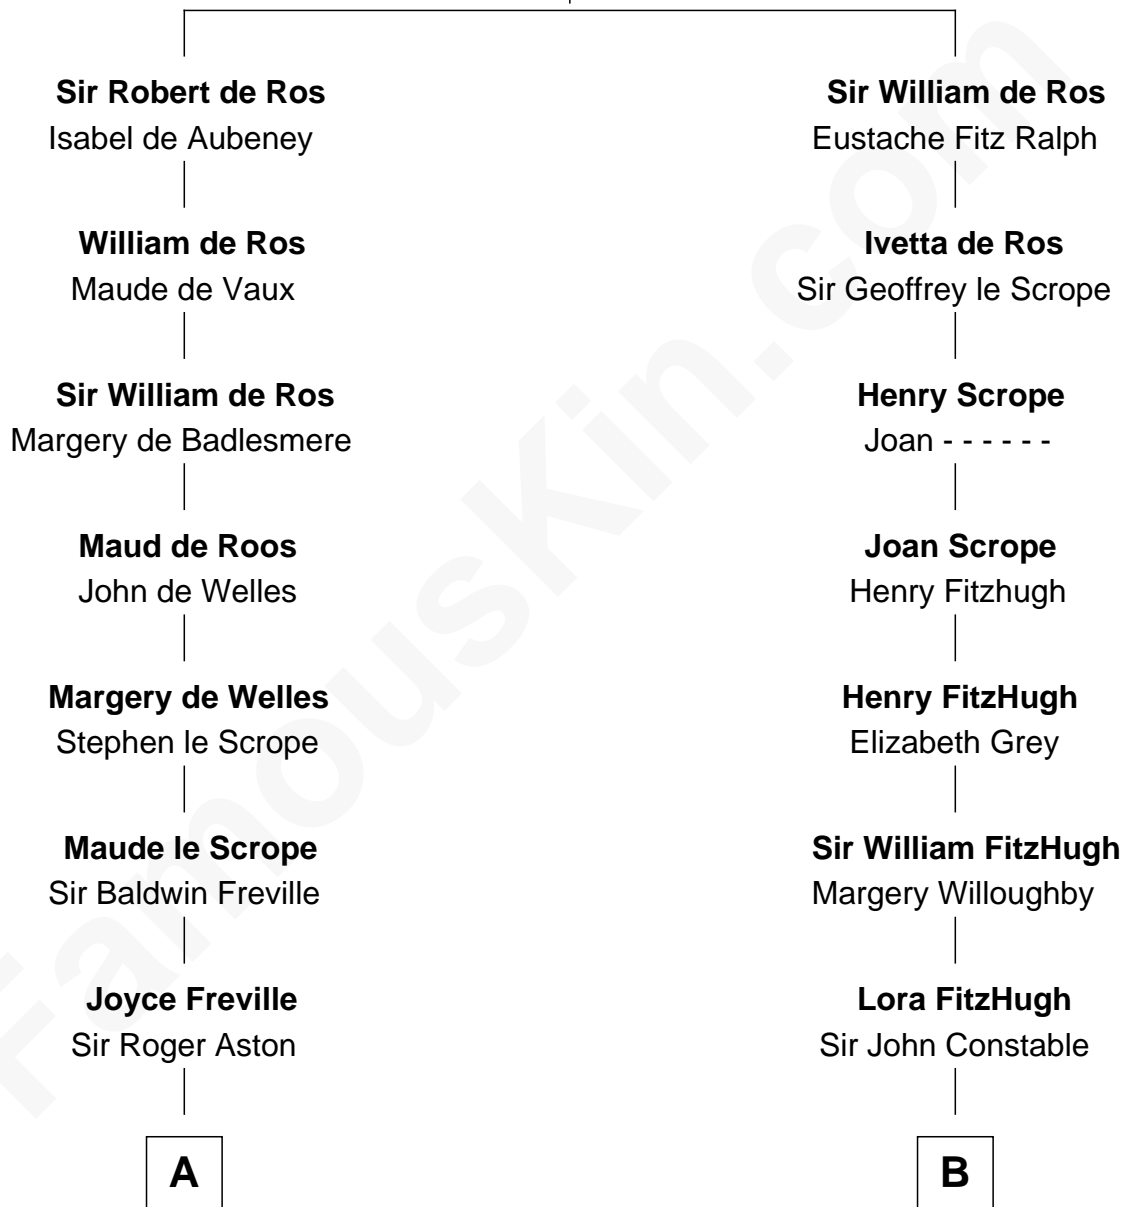 Sir Robert de Ros
Isabel de Aubeney
William de Ros
Maude de Vaux
Sir William de Ros
Margery de Badlesmere
Maud de Roos
John de Welles
Margery de Welles
Stephen le Scrope
Maude le Scrope
Sir Baldwin Freville
Joyce Freville
Sir Roger Aston
A
Sir William de Ros
Eustache Fitz Ralph
Ivetta de Ros
Sir Geoffrey le Scrope
Henry Scrope
Joan - - - - - -
Joan Scrope
Henry Fitzhugh
Henry FitzHugh
Elizabeth Grey
Sir William FitzHugh
Margery Willoughby
Lora FitzHugh
Sir John Constable
B
FamousKin.com